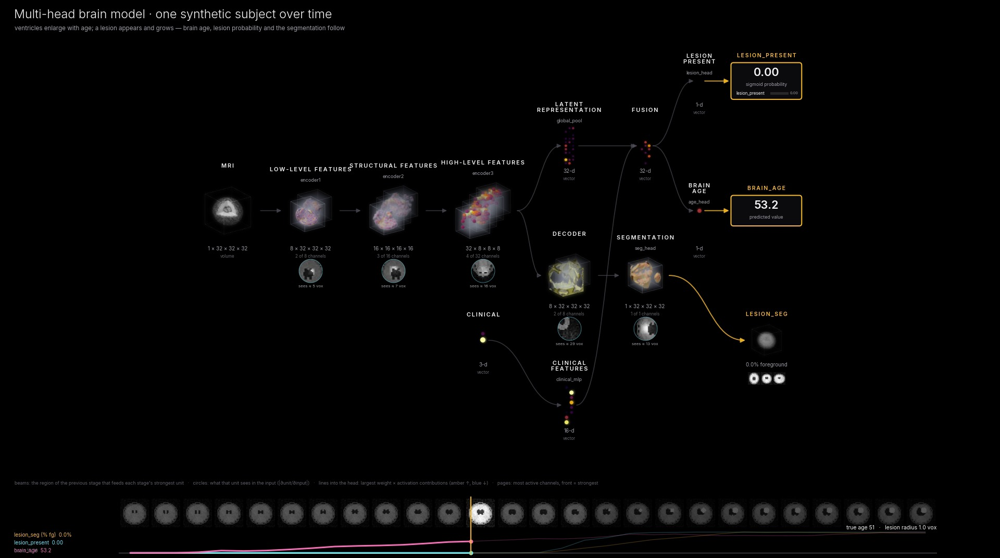 Multi-head brain model · one synthetic subject over time
ventricles enlarge with age; a lesion appears and grows — brain age, lesion probability and the segmentation follow
LESION
PRESENT
lesion_head
1-d
vector
LESION_PRESENT
0.00
sigmoid probability
lesion_present 0.00
LATENT
REPRESENTATION
global_pool
32-d
vector
FUSION
32-d
vector
MRI
1 × 32 × 32 × 32
volume
LOW-LEVEL FEATURES
encoder1
8 × 32 × 32 × 32
2 of 8 channels
sees ≈ 5 vox
STRUCTURAL FEATURES
encoder2
16 × 16 × 16 × 16
3 of 16 channels
sees ≈ 7 vox
HIGH-LEVEL FEATURES
encoder3
32 × 8 × 8 × 8
4 of 32 channels
sees ≈ 16 vox
BRAIN
AGE
age_head
1-d
vector
BRAIN_AGE
53.2
predicted value
DECODER
8 × 32 × 32 × 32
2 of 8 channels
sees ≈ 29 vox
SEGMENTATION
seg_head
1 × 32 × 32 × 32
1 of 1 channels
sees ≈ 13 vox
LESION_SEG
0.0% foreground
CLINICAL
3-d
vector
CLINICAL
FEATURES
clinical_mlp
16-d
vector
beams: the region of the previous stage that feeds each stage's strongest unit · circles: what that unit sees in the input (|∂unit/∂input|) · lines into the head: largest weight × activation contributions (amber ↑, blue ↓) · pages: most active channels, front = strongest
true age 51 · lesion radius 1.0 vox
lesion_seg (% fg) 0.0%
lesion_present 0.00
brain_age 53.2